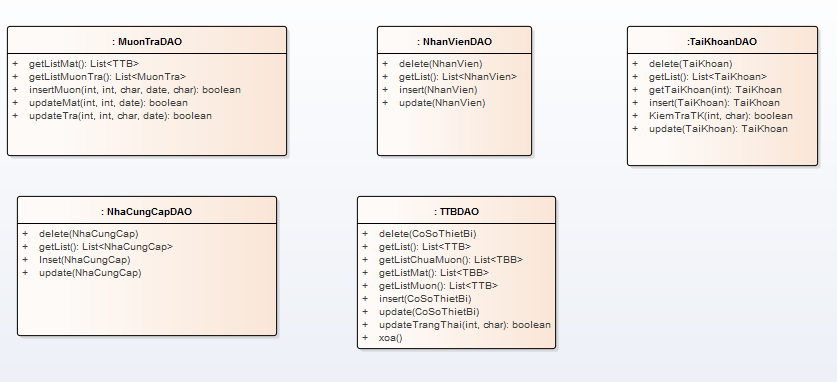 : MuonTraDAO
+ getListMat(): List<TTB>
+ getListMuonTra(): List<MuonTra>
+ insertMuon(int, int, char, date, char): boolean
+ updateMat(int, int, date): boolean
+ updateTra(int, int, char, date): boolean
: NhanVienDAO
+ delete(NhanVien)
+ getList(): List<NhanVien>
+ insert(NhanVien)
+ update(NhanVien)
:TaiKhoanDAO
+ delete(TaiKhoan)
+ getList(): List<TaiKhoan>
+ getTaiKhoan(int): TaiKhoan
+ insert(TaiKhoan): TaiKhoan
+ KiemTraTK(int, char): boolean
+ update(TaiKhoan): TaiKhoan
: NhaCungCapDAO
+ delete(NhaCungCap)
+ getList(): List<NhaCungCap>
+ Inset(NhaCungCap)
+ update(NhaCungCap)
: TTBDAO
+ delete(CoSoThietBi)
+ getList(): List<TTB>
+ getListChuaMuon(): List<TBB>
+ getListMat(): List<TBB>
+ getListMuon(): List<TTB>
+ insert(CoSoThietBi)
+ update(CoSoThietBi)
+ updateTrangThai(int, char): boolean
+ xoa()